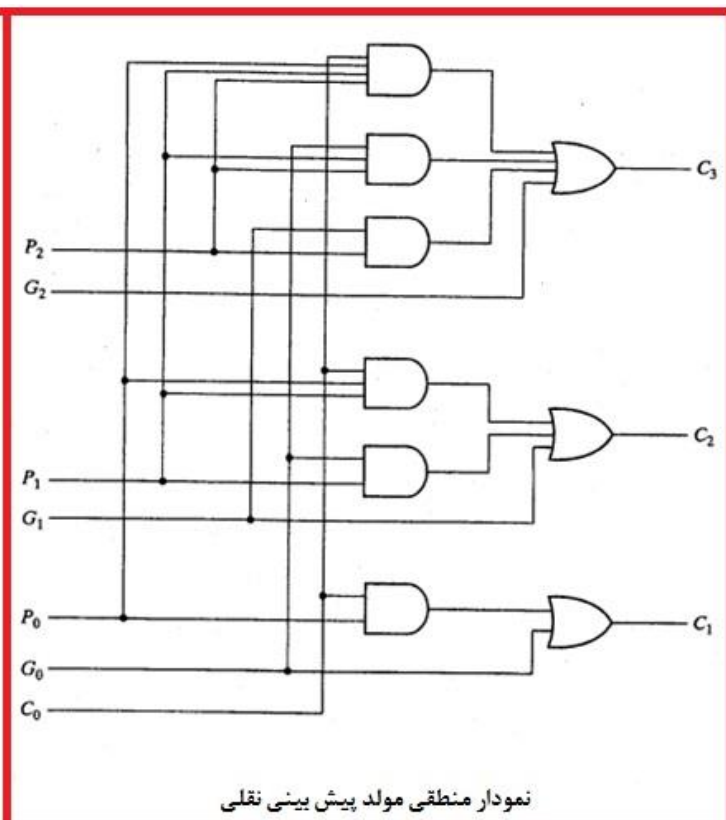 C₃
P₂
G₂
C₂
P₁
G₁
P₀
C₁
G₀
C₀
نمودار منطقی مولد پیش بینی نقلی